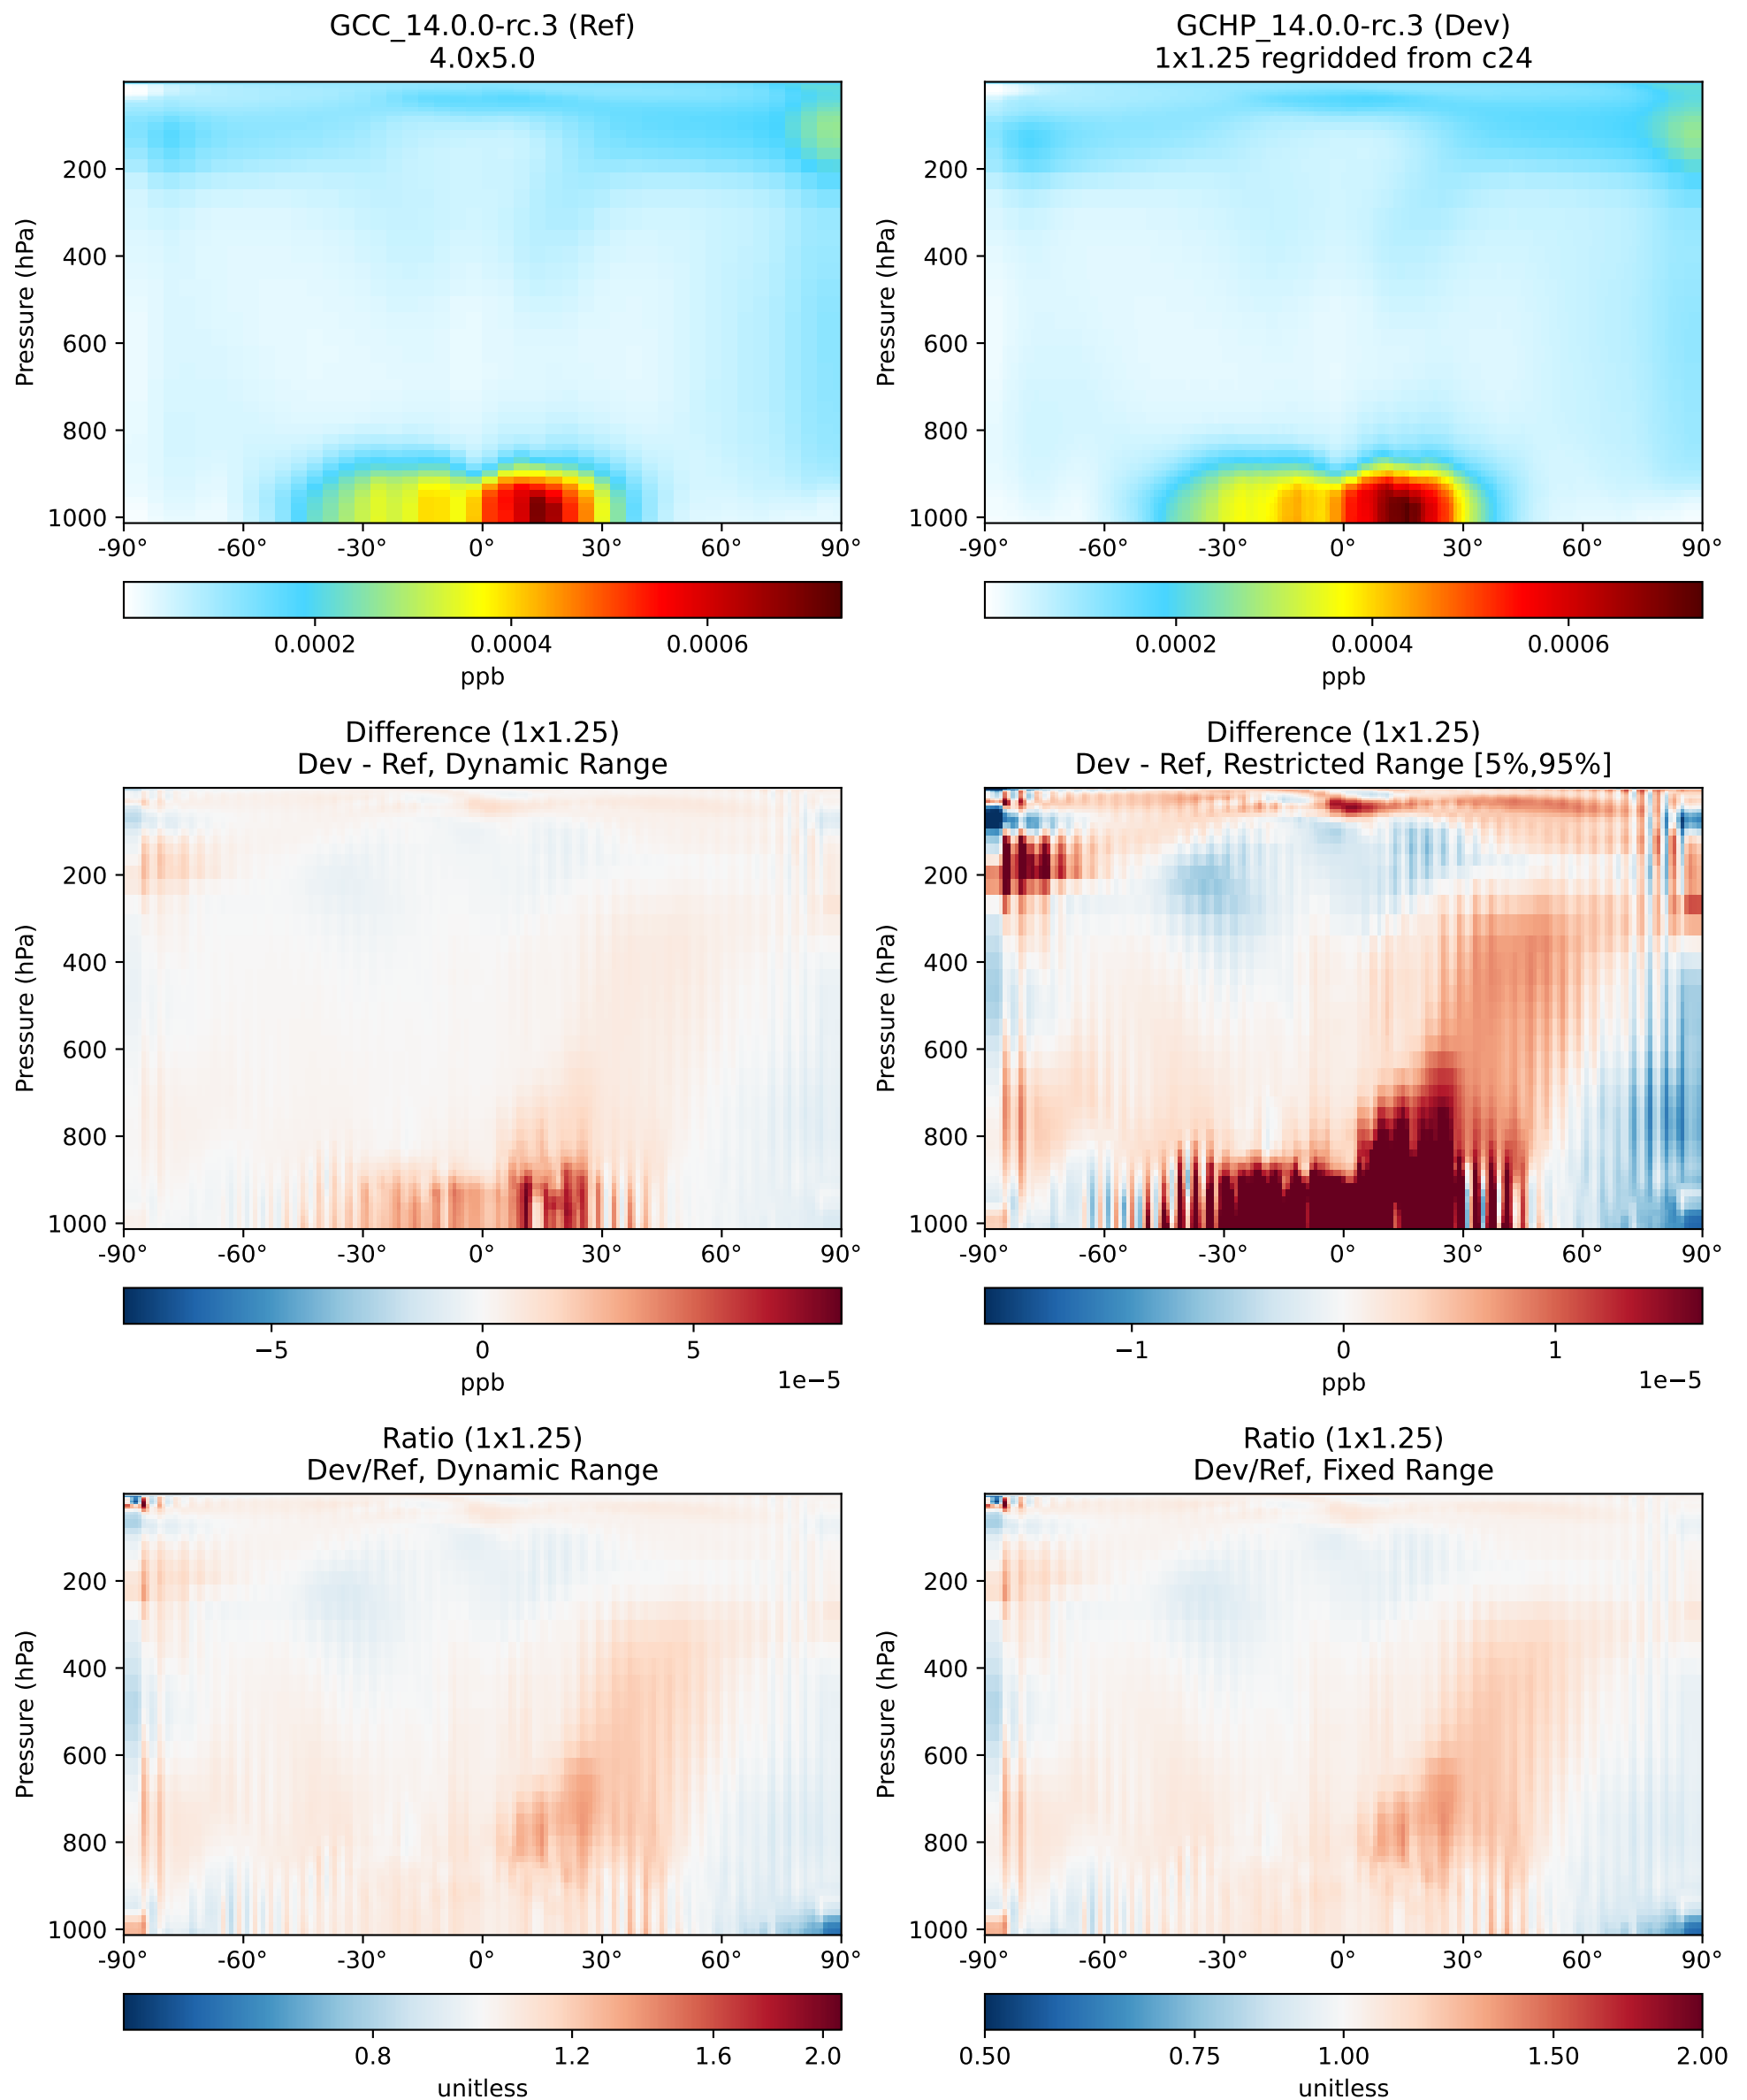 GCC_14.0.0-rc.3 (Ref)
4.0x5.0
Pressure (hPa)
200
400
600
800
1000
-90° -60° -30° 0° 30° 60° 90°
0.0002 0.0004 0.0006
ppb
GCHP_14.0.0-rc.3 (Dev)
1x1.25 regridded from c24
Pressure (hPa)
200
400
600
800
1000
-90° -60° -30° 0° 30° 60° 90°
0.0002 0.0004 0.0006
ppb
Difference (1x1.25)
Dev - Ref, Dynamic Range
Pressure (hPa)
200
400
600
800
1000
-90° -60° -30° 0° 30° 60° 90°
−5 0 5
1e−5
ppb
Difference (1x1.25)
Dev - Ref, Restricted Range [5%,95%]
Pressure (hPa)
200
400
600
800
1000
-90° -60° -30° 0° 30° 60° 90°
−1 0 1
1e−5
ppb
Ratio (1x1.25)
Dev/Ref, Dynamic Range
Pressure (hPa)
200
400
600
800
1000
-90° -60° -30° 0° 30° 60° 90°
0.8 1.2 1.6 2.0
unitless
Ratio (1x1.25)
Dev/Ref, Fixed Range
Pressure (hPa)
200
400
600
800
1000
-90° -60° -30° 0° 30° 60° 90°
0.50 0.75 1.00 1.50 2.00
unitless